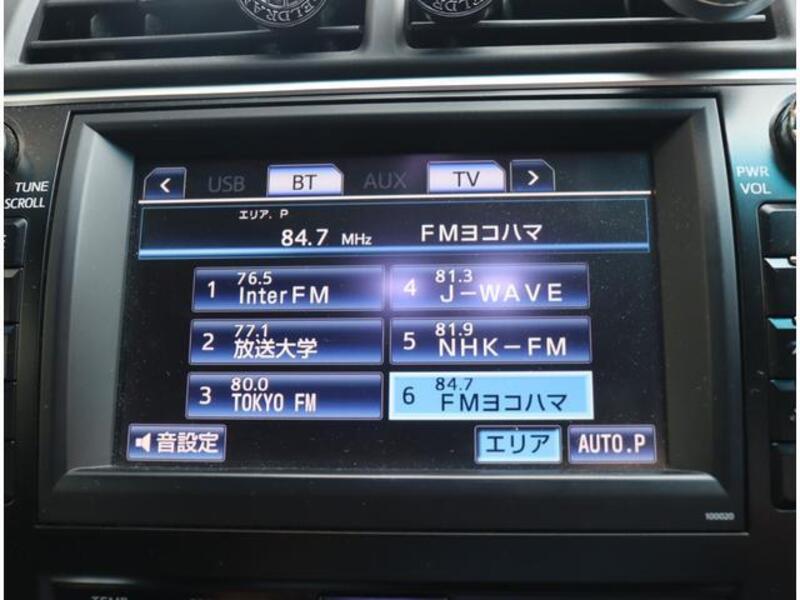 TUNE
SCROLL
PWR
VOL
< USB BT AUX TV >
エリア. P
84.7 MHz FMヨコハマ
1 76.5 InterFM
4 81.3 J-WAVE
2 77.1 放送大学
5 81.9 NHK-FM
3 80.0 TOKYO FM
6 84.7 FMヨコハマ
音設定 エリア AUTO.P
100020